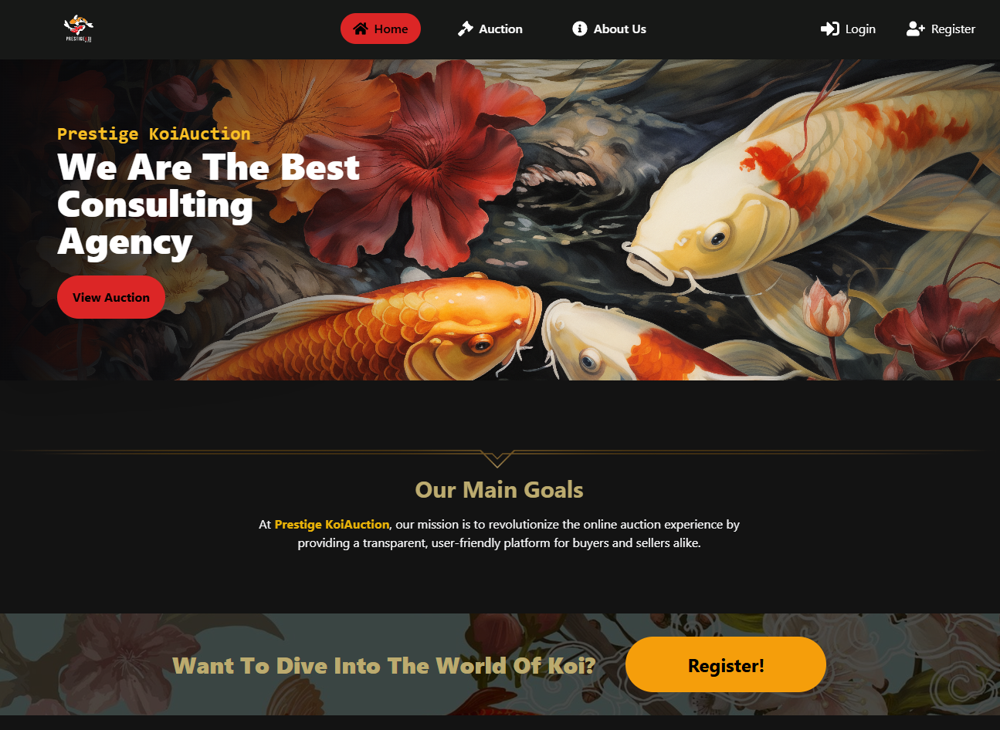 PRESTIGE KOI
Home
Auction
About Us
Login
Register
Prestige KoiAuction
We Are The Best
Consulting
Agency
View Auction
Our Main Goals
At Prestige KoiAuction, our mission is to revolutionize the online auction experience by
providing a transparent, user-friendly platform for buyers and sellers alike.
Want To Dive Into The World Of Koi?
Register!